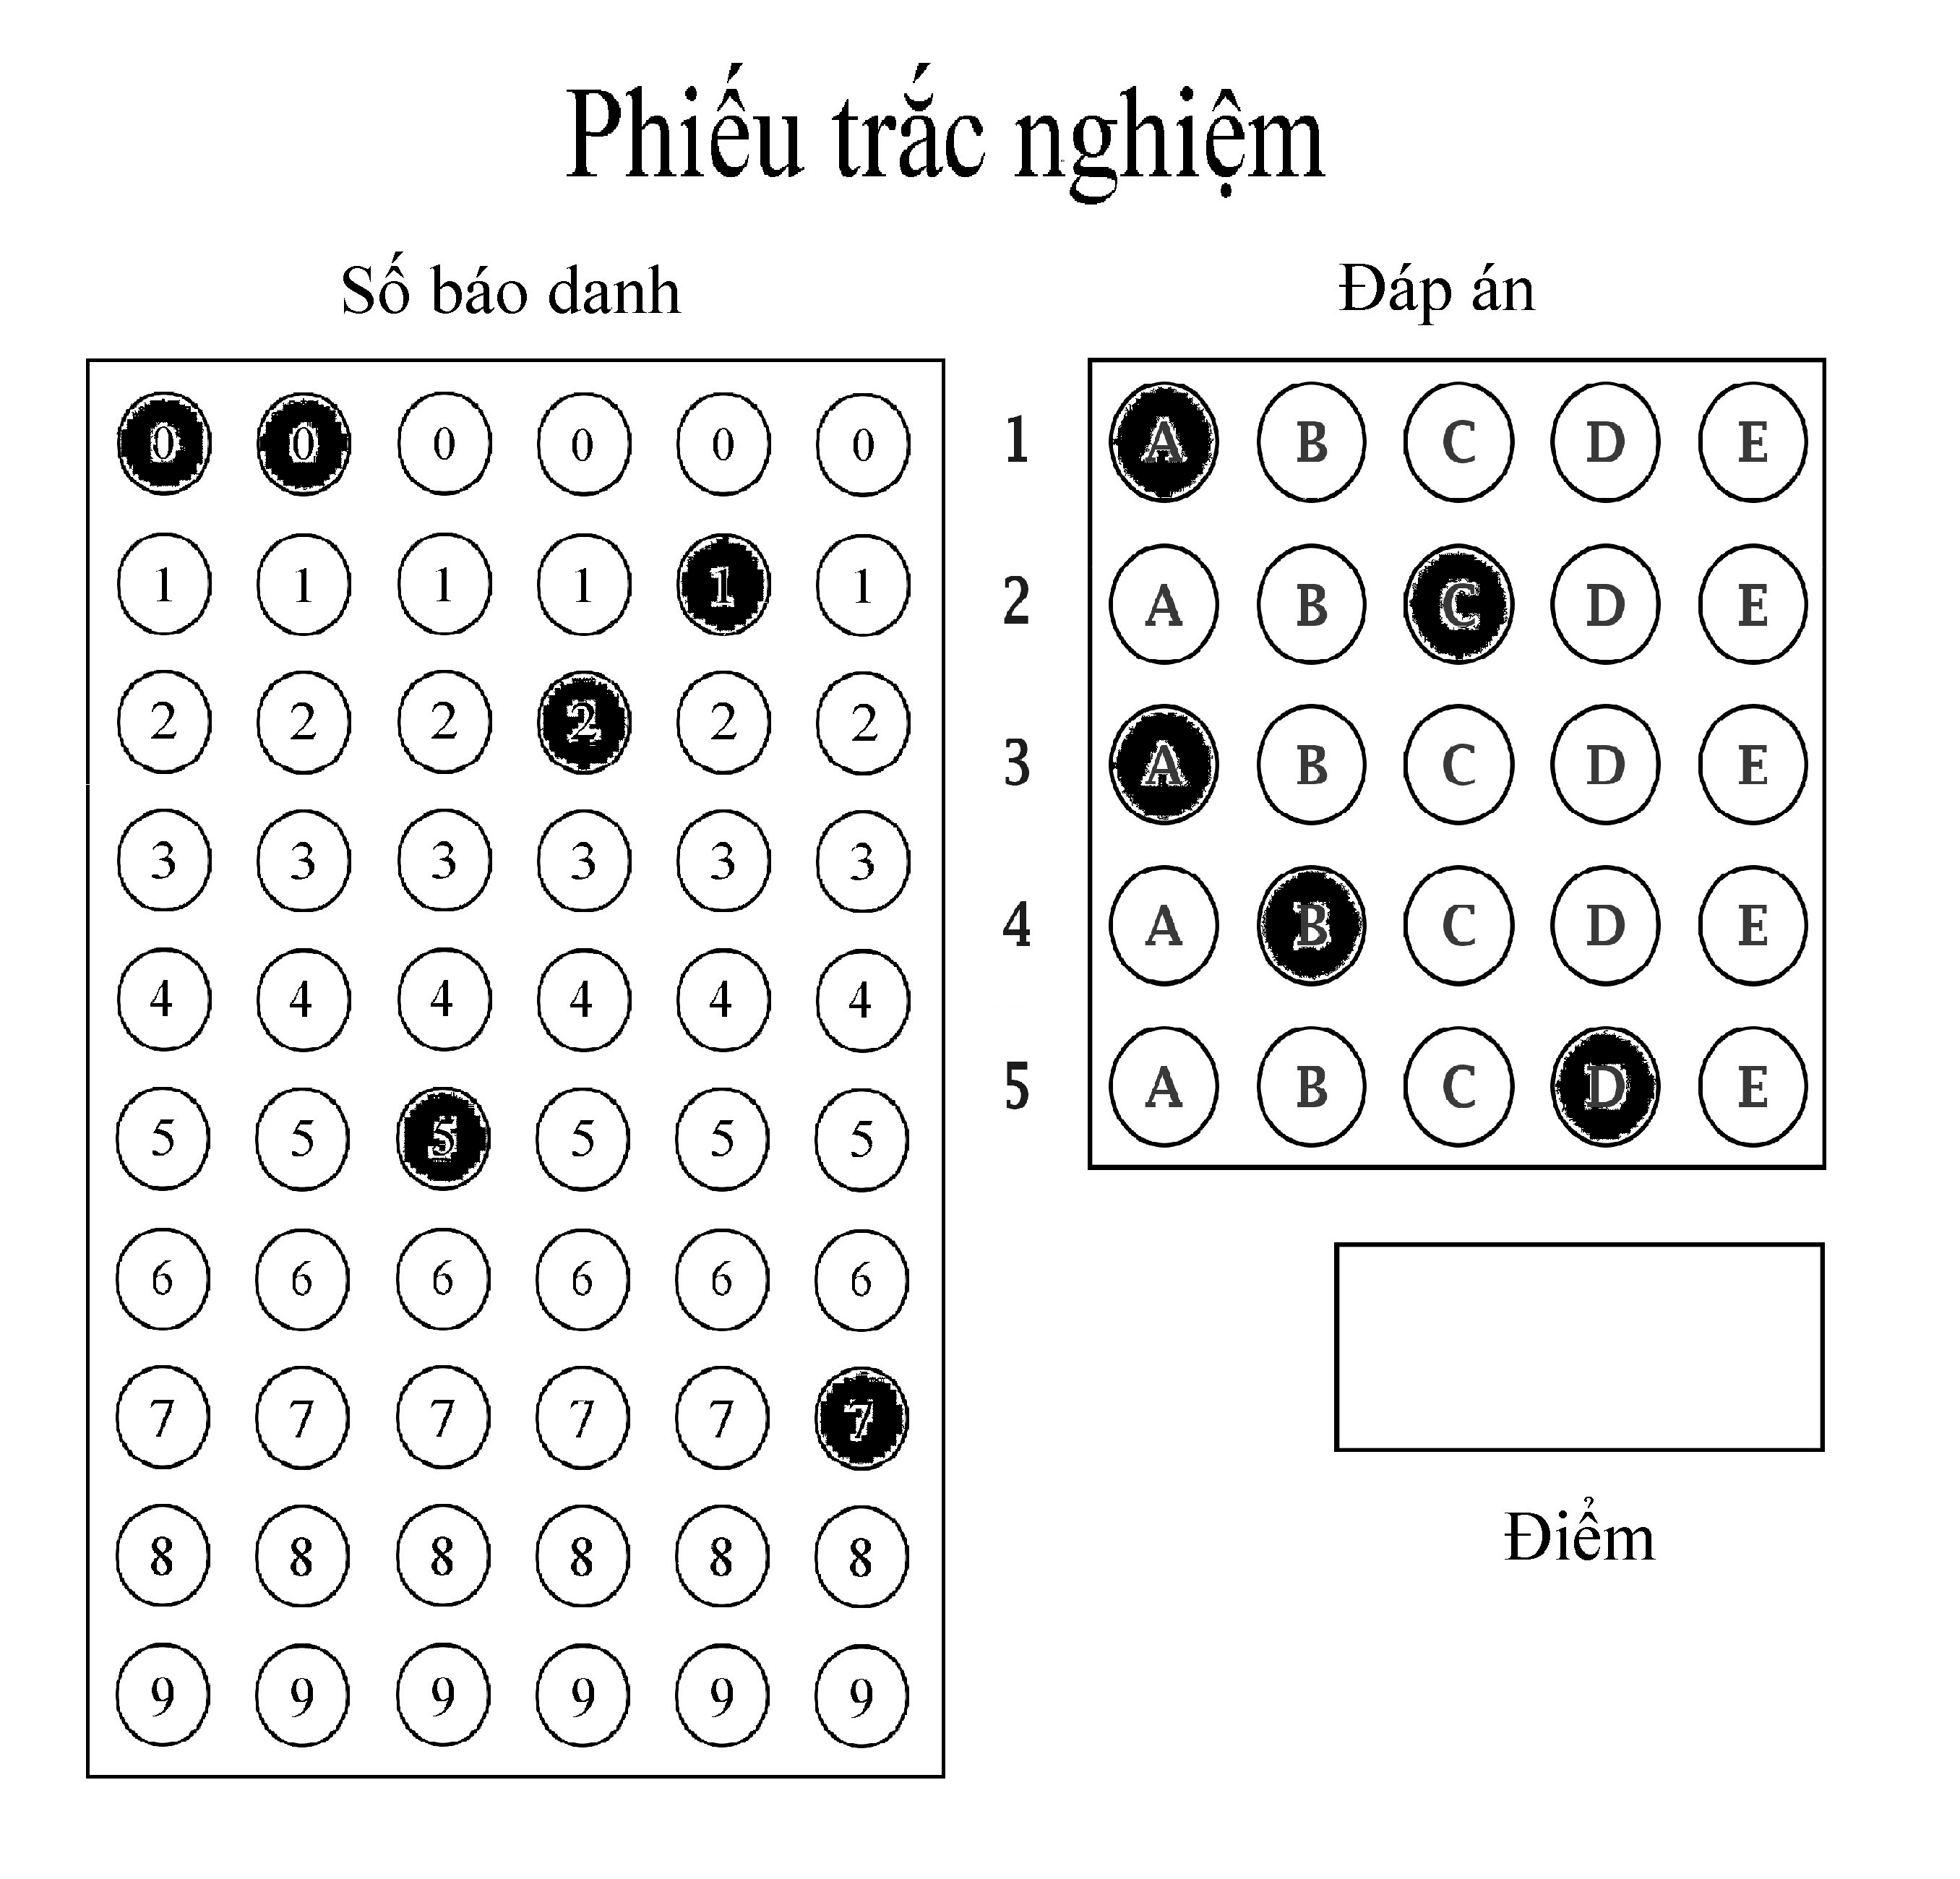 Phiếu trắc nghiệm
Số báo danh
0 0 0 0 0 0
1 1 1 1 1 1
2 2 2 2 2 2
3 3 3 3 3 3
4 4 4 4 4 4
5 5 5 5 5 5
6 6 6 6 6 6
7 7 7 7 7 7
8 8 8 8 8 8
9 9 9 9 9 9
Đáp án
1 A B C D E
2 A B C D E
3 A B C D E
4 A B C D E
5 A B C D E
Điểm